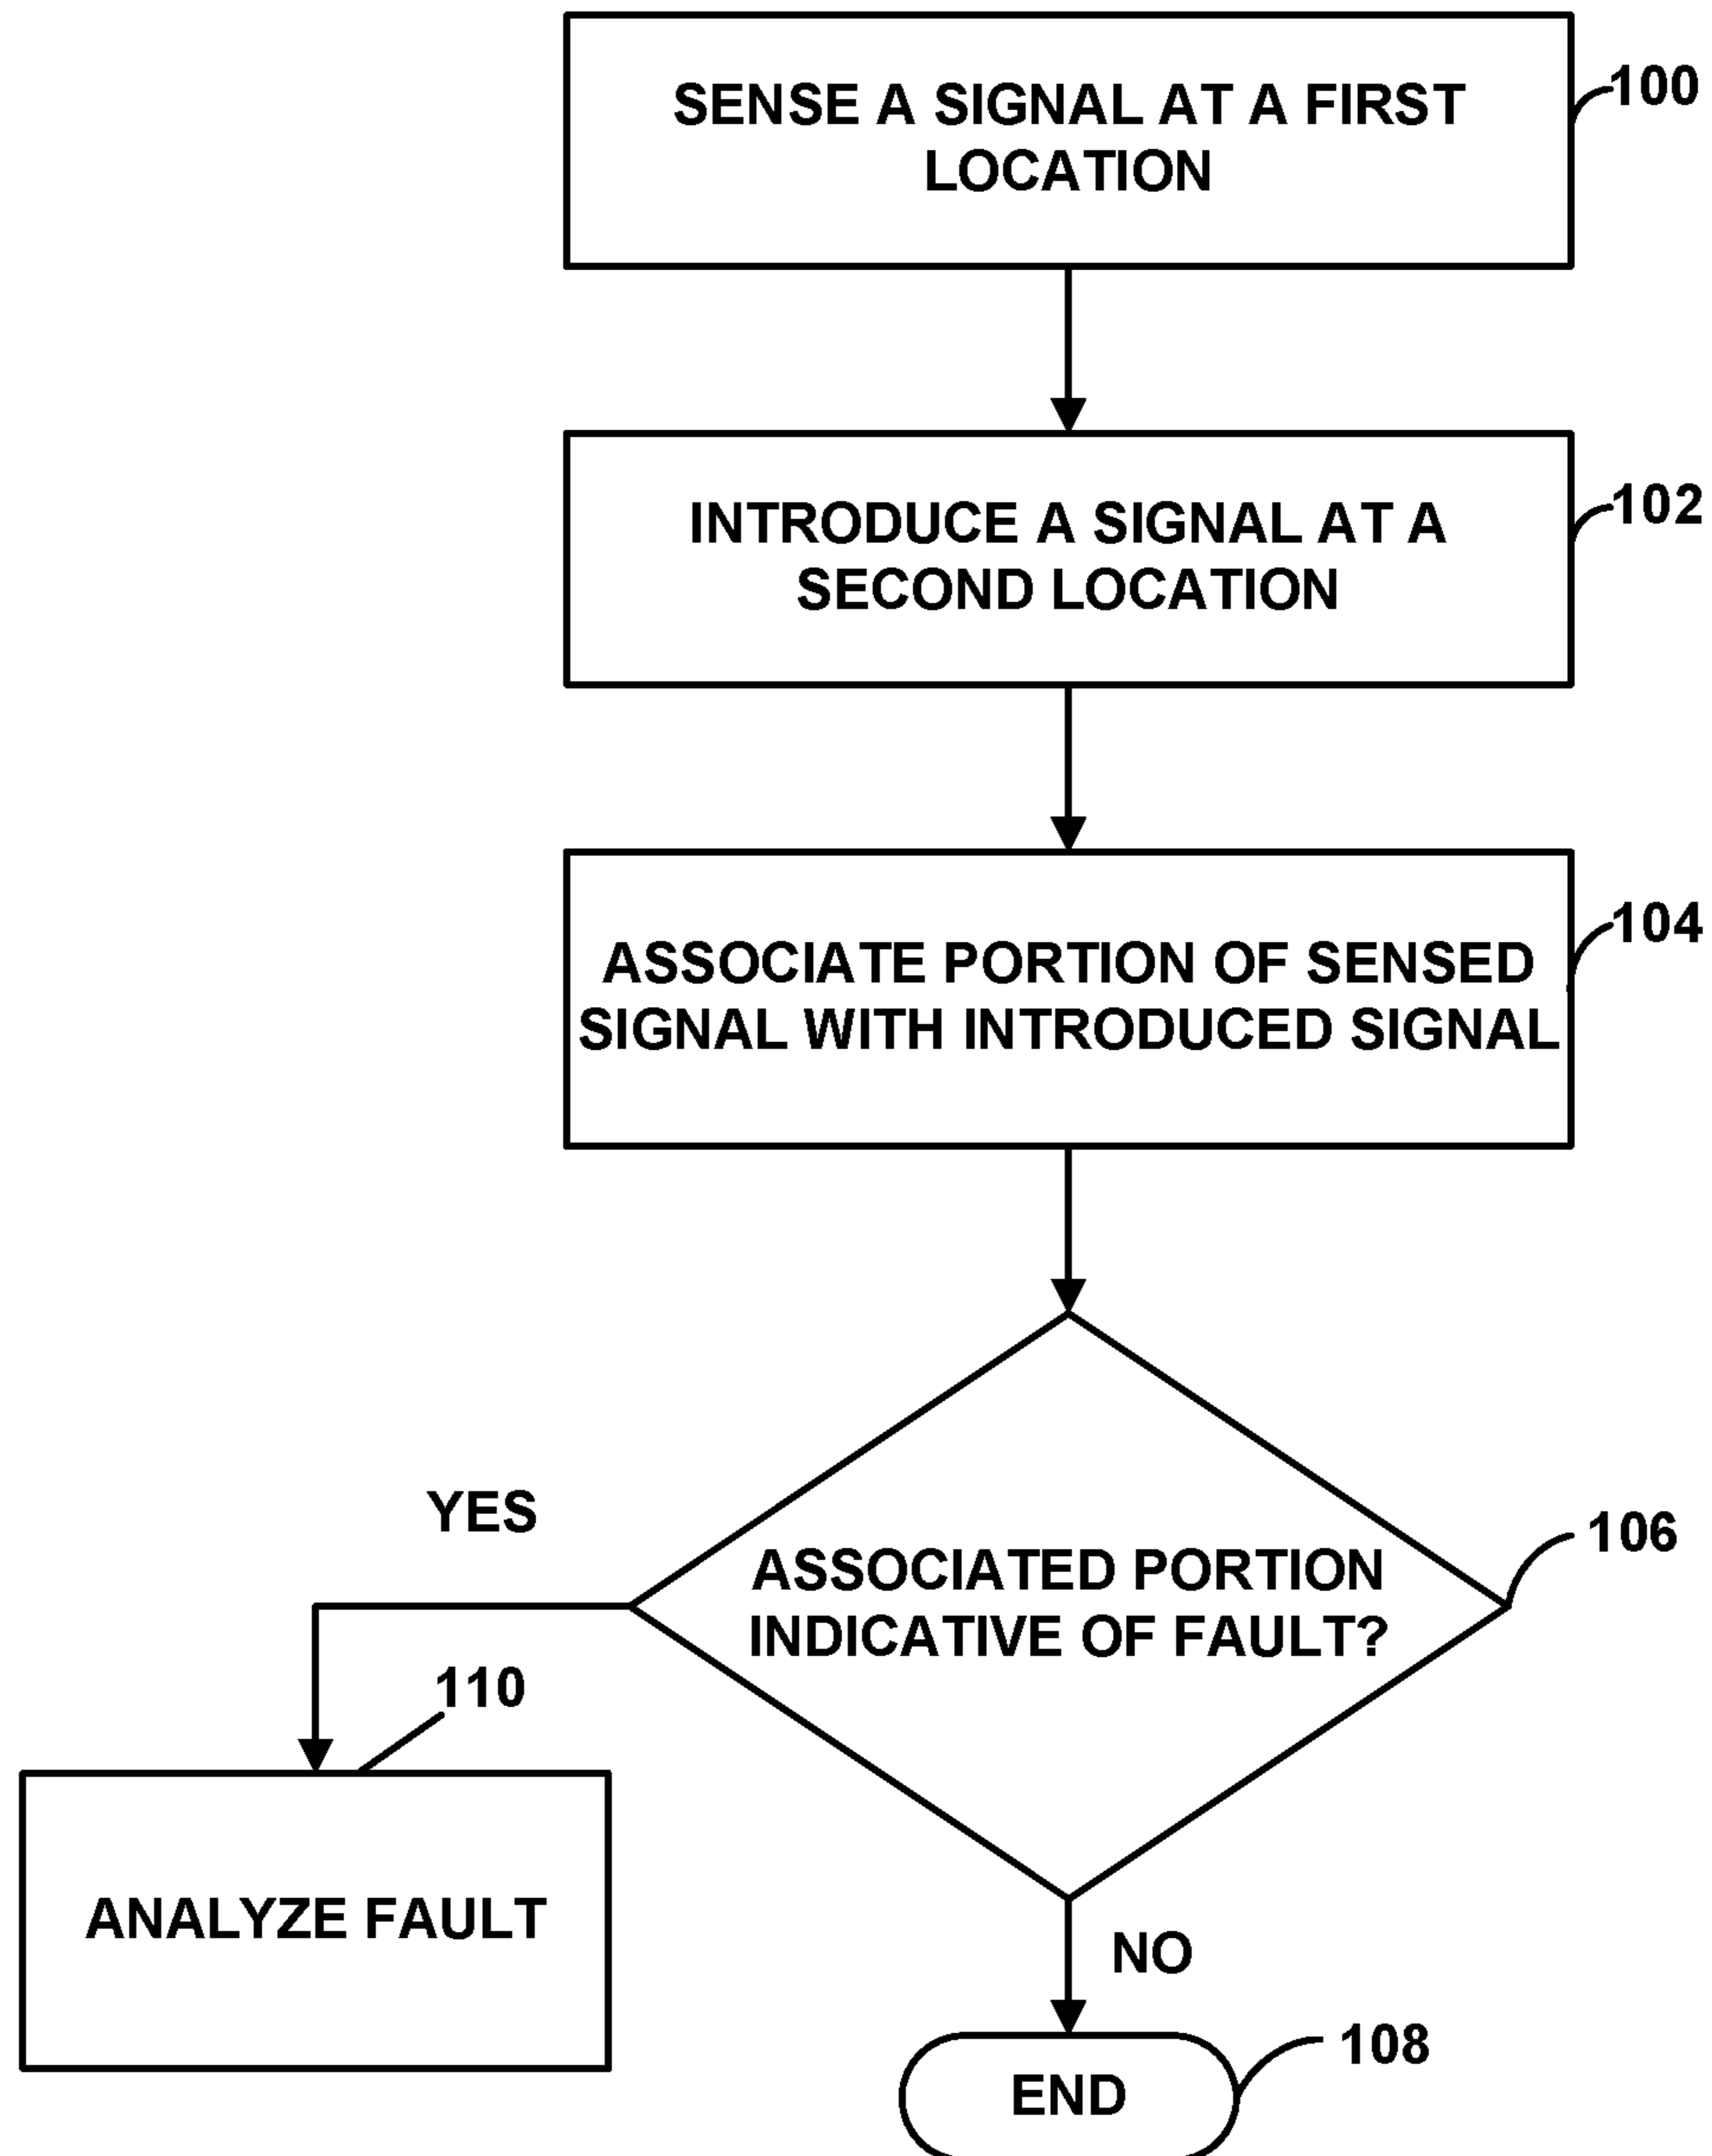 SENSE A SIGNAL AT A FIRST
LOCATION
100
INTRODUCE A SIGNAL AT A
SECOND LOCATION
102
ASSOCIATE PORTION OF SENSED
SIGNAL WITH INTRODUCED SIGNAL
104
YES
ASSOCIATED PORTION
INDICATIVE OF FAULT?
106
110
ANALYZE FAULT
NO
END
108